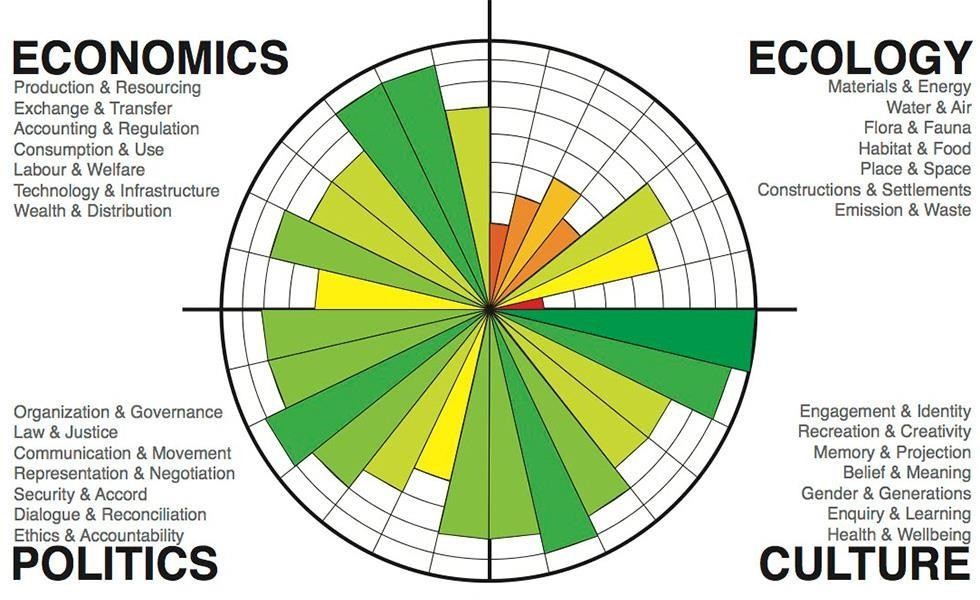 ECONOMICS
Production & Resourcing
Exchange & Transfer
Accounting & Regulation
Consumption & Use
Labour & Welfare
Technology & Infrastructure
Wealth & Distribution
ECOLOGY
Materials & Energy
Water & Air
Flora & Fauna
Habitat & Food
Place & Space
Constructions & Settlements
Emission & Waste
Organization & Governance
Law & Justice
Communication & Movement
Representation & Negotiation
Security & Accord
Dialogue & Reconciliation
Ethics & Accountability
POLITICS
Engagement & Identity
Recreation & Creativity
Memory & Projection
Belief & Meaning
Gender & Generations
Enquiry & Learning
Health & Wellbeing
CULTURE